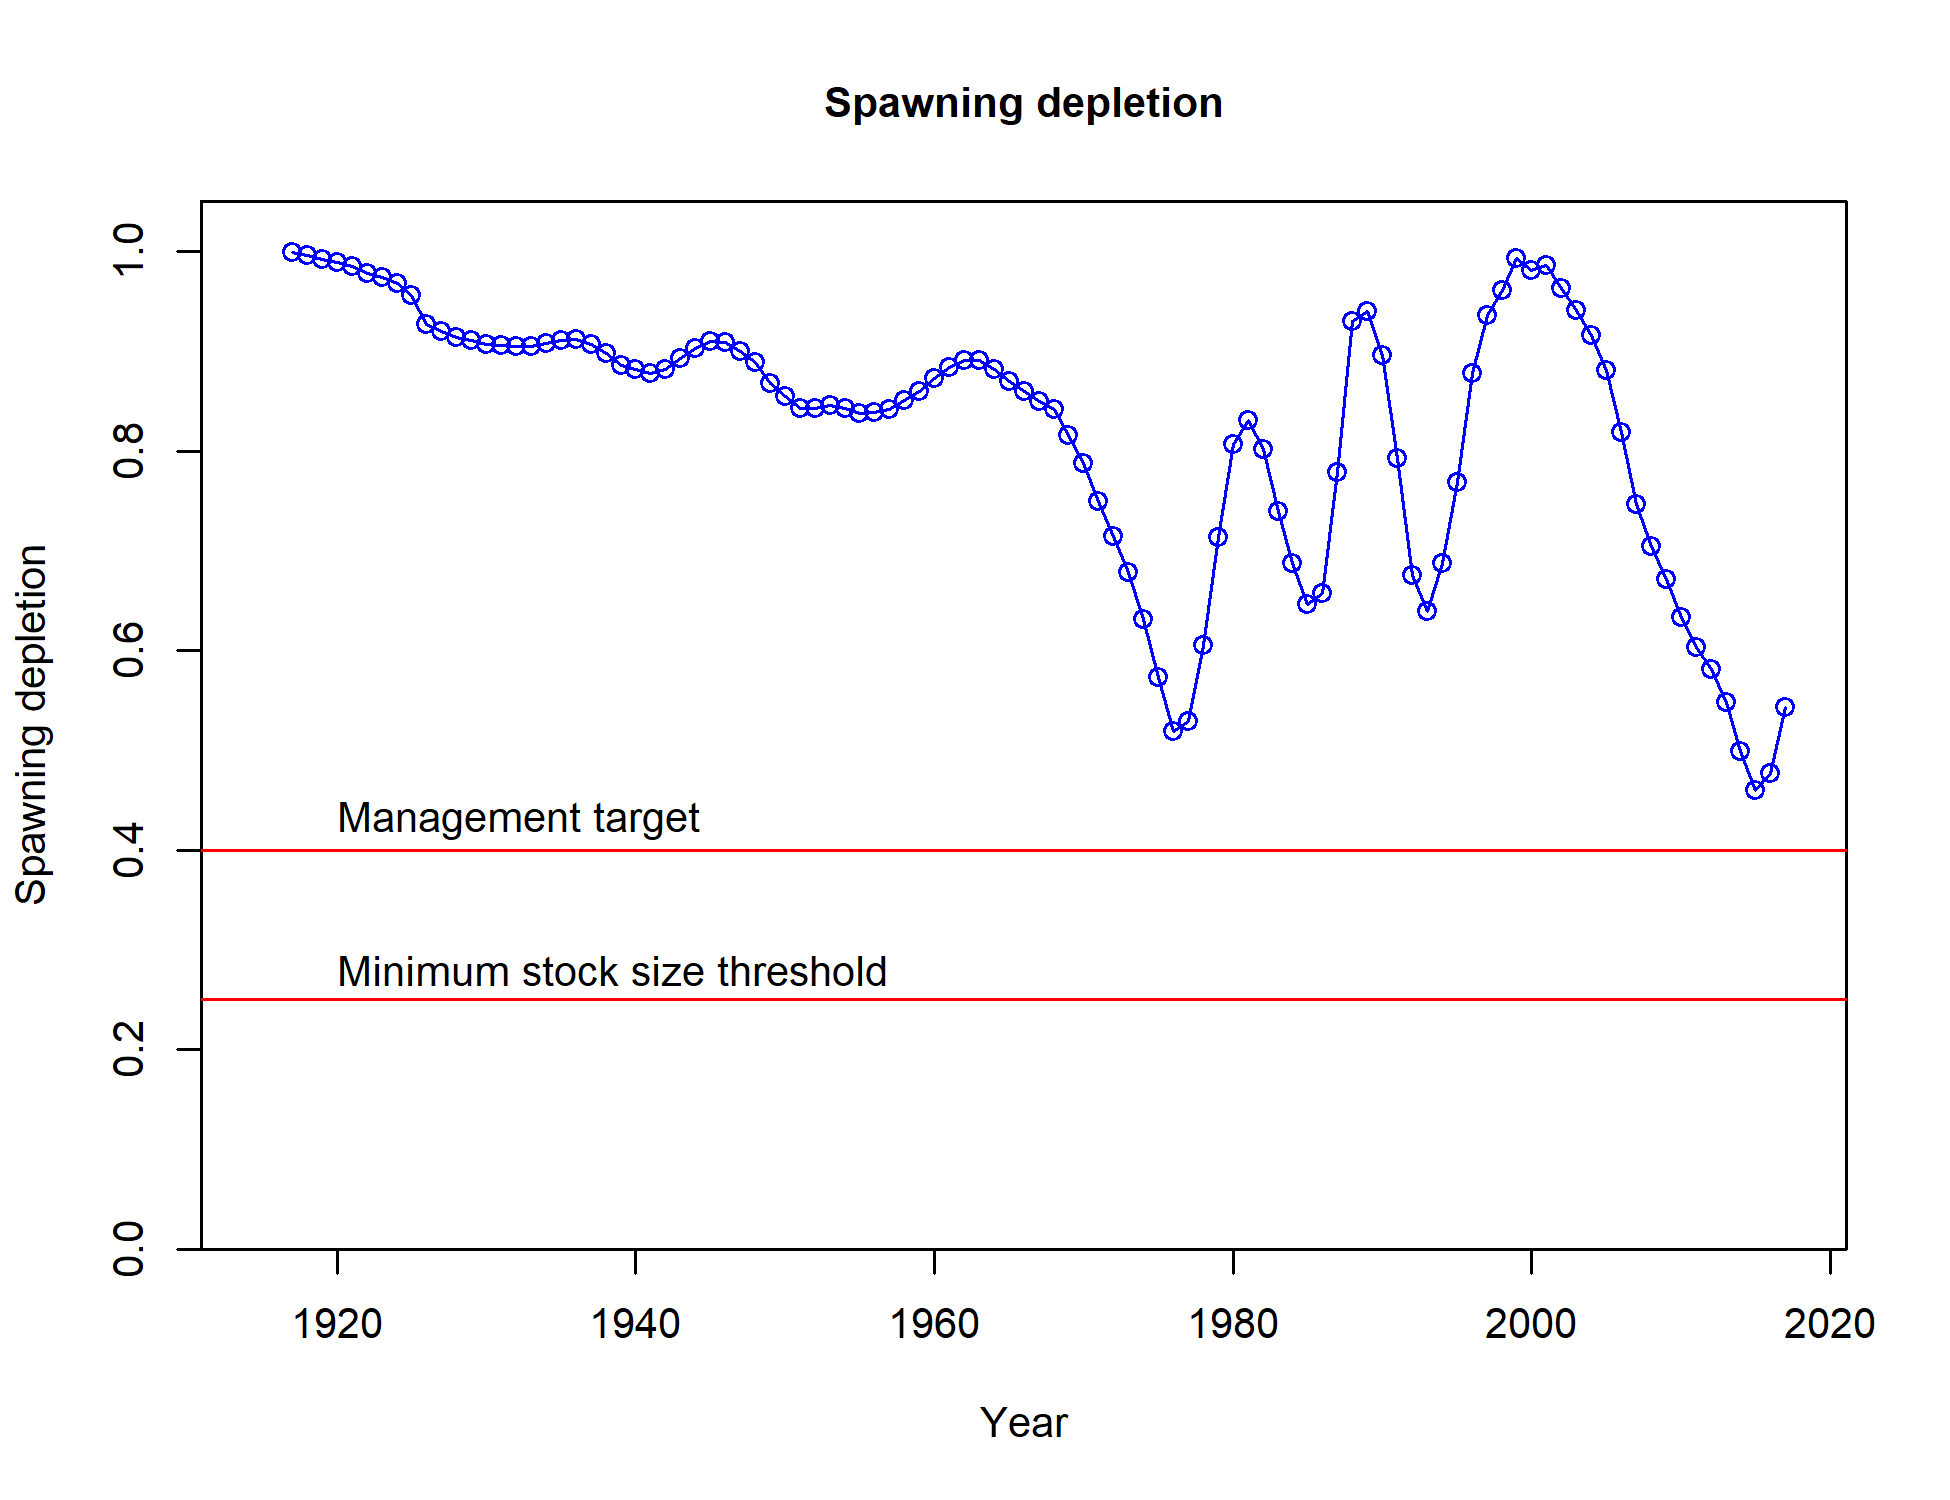 Spawning depletion
Spawning depletion
1.0
0.8
0.6
0.4
0.2
0.0
Management target
Minimum stock size threshold
1920 1940 1960 1980 2000 2020
Year